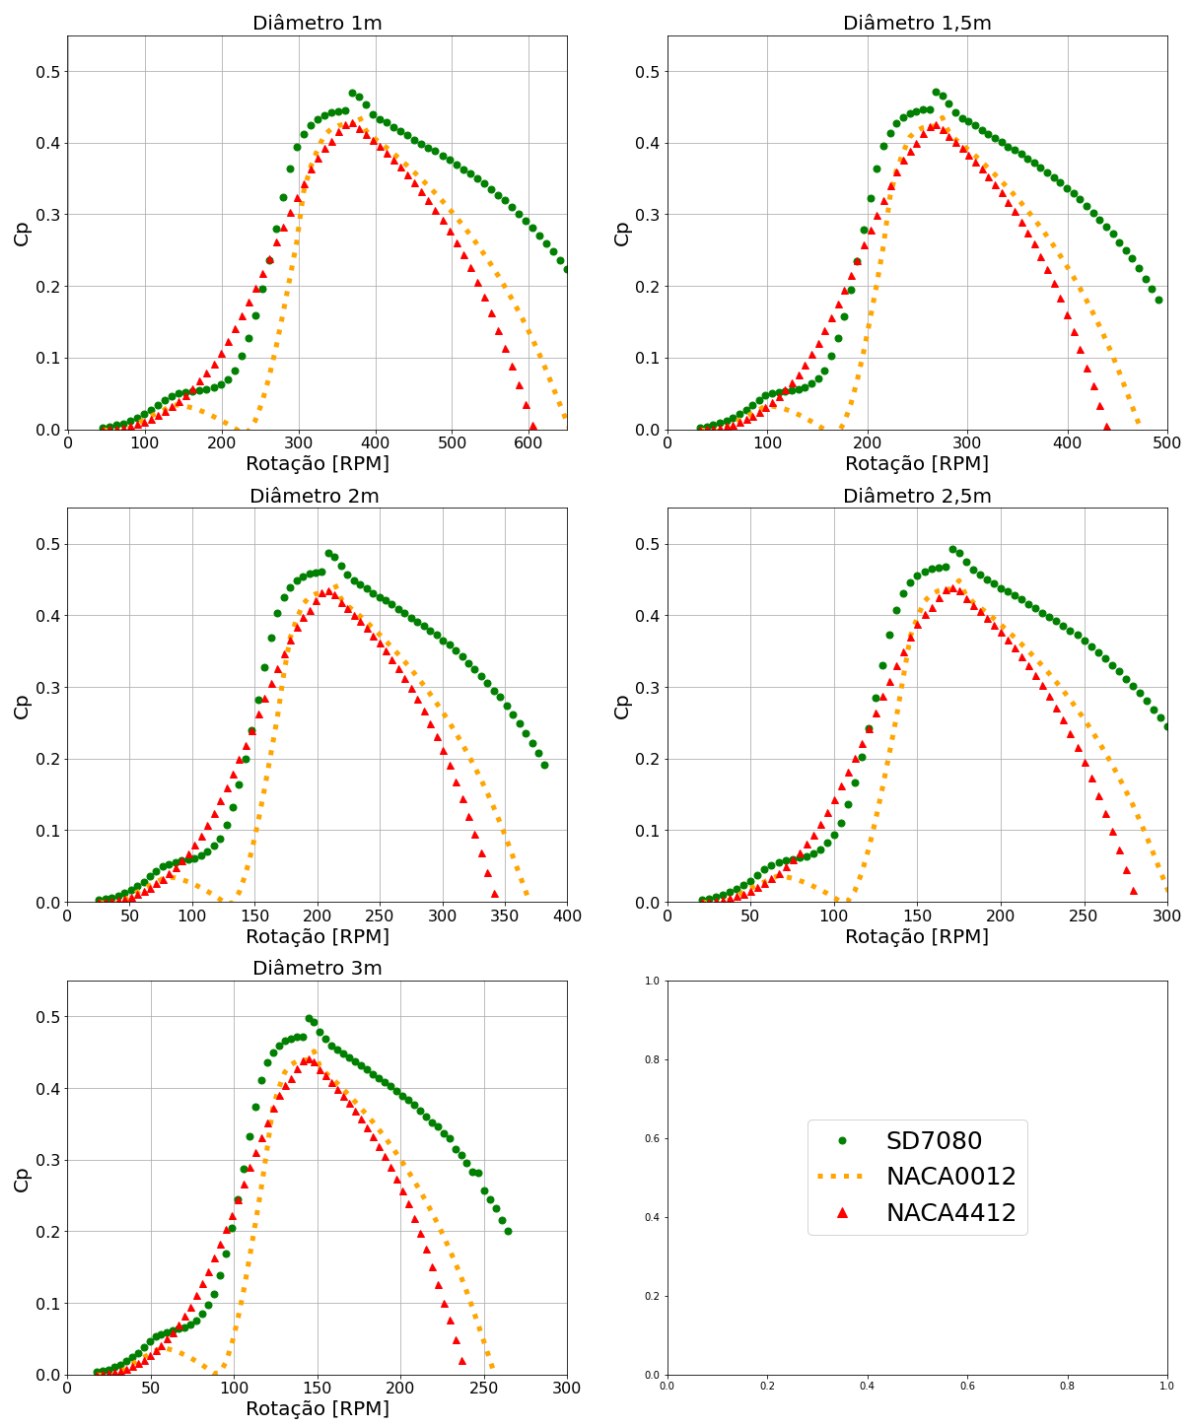 Diâmetro 1m
Cp
0.5
0.4
0.3
0.2
0.1
0.0
0 100 200 300 400 500 600
Rotação [RPM]
Diâmetro 1,5m
Cp
0.5
0.4
0.3
0.2
0.1
0.0
0 100 200 300 400 500
Rotação [RPM]
Diâmetro 2m
Cp
0.5
0.4
0.3
0.2
0.1
0.0
0 50 100 150 200 250 300 350 400
Rotação [RPM]
Diâmetro 2,5m
Cp
0.5
0.4
0.3
0.2
0.1
0.0
0 50 100 150 200 250 300
Rotação [RPM]
Diâmetro 3m
Cp
0.5
0.4
0.3
0.2
0.1
0.0
0 50 100 150 200 250 300
Rotação [RPM]
1.0
0.8
0.6
0.4
0.2
0.0
0.0 0.2 0.4 0.6 0.8 1.0
SD7080
NACA0012
NACA4412